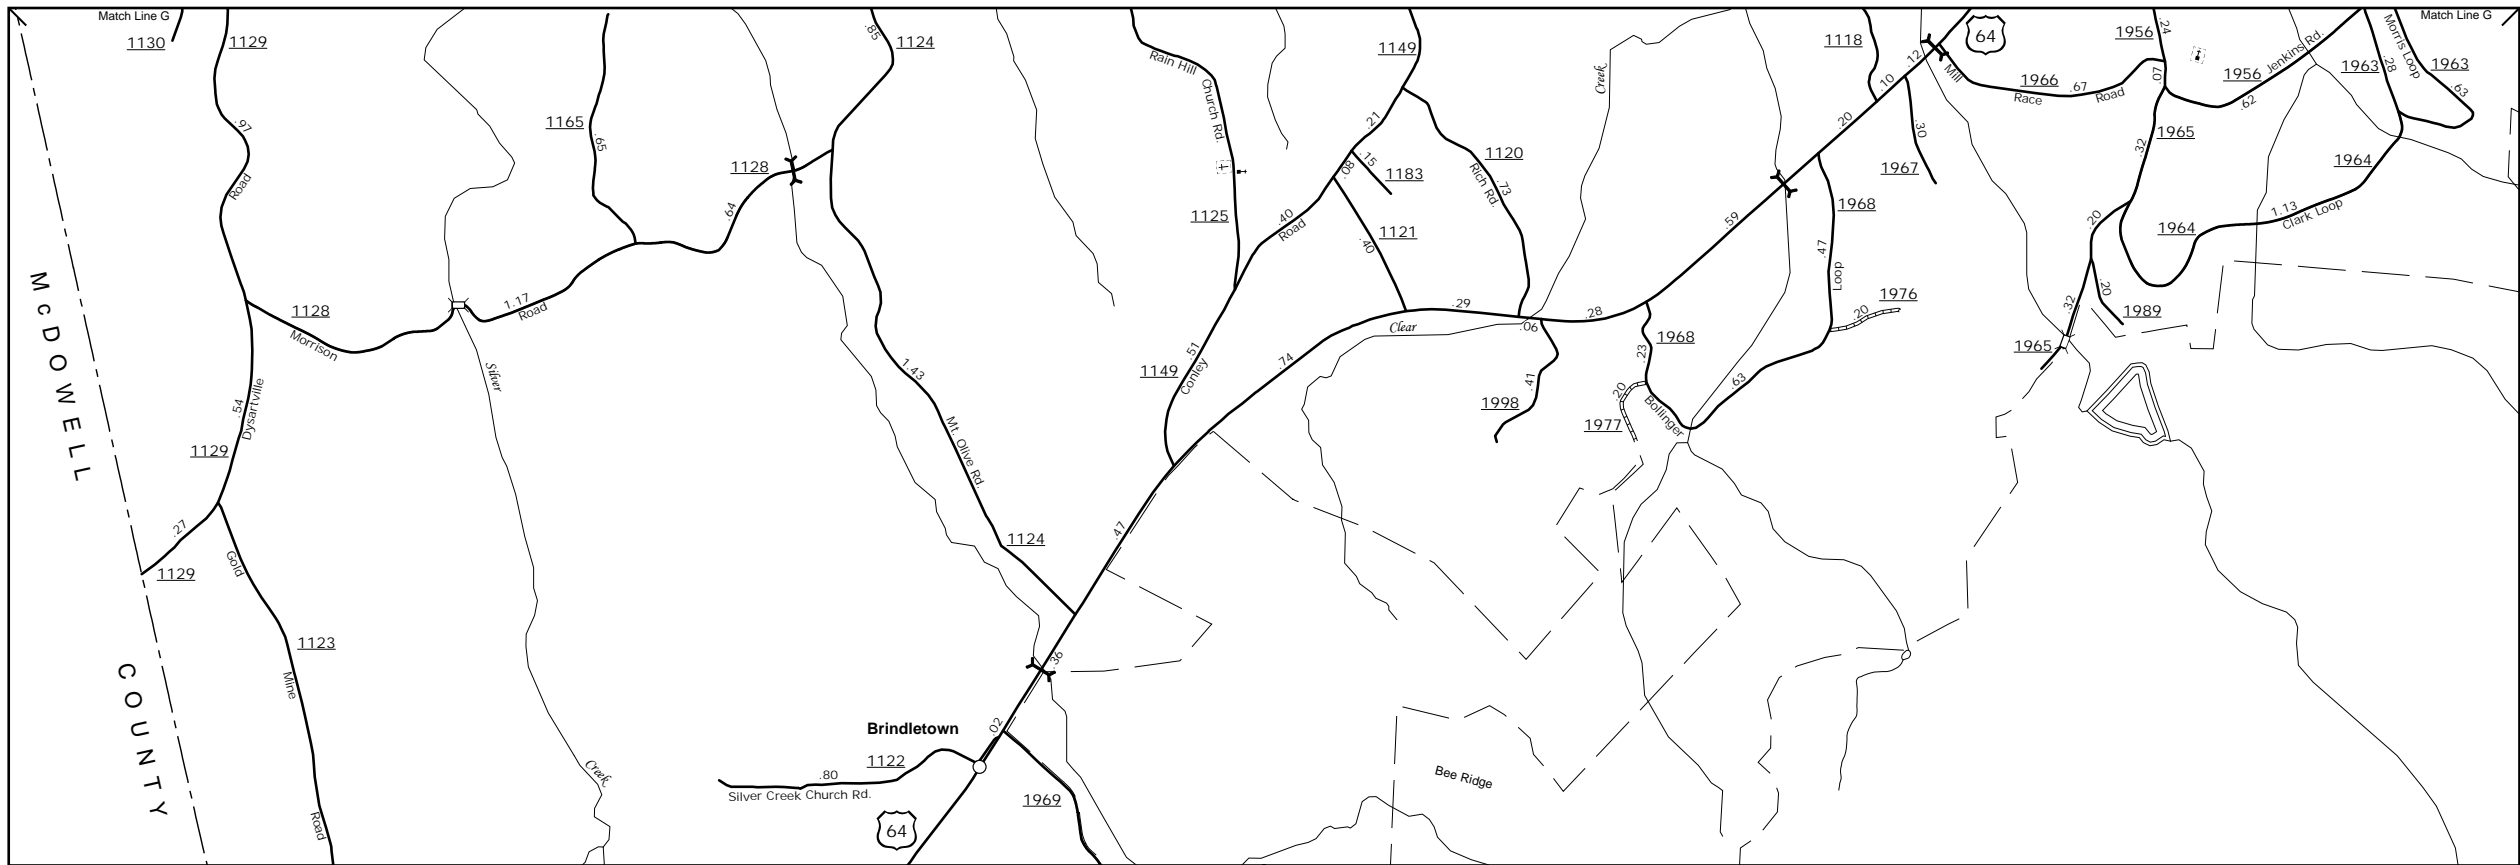 Match Line G
1130
1129
.97
Road
1128
Morrison
1.17
Road
.54
Dysartville
1129
.27
1129
Gold
1123
Mine
Road
McDOWELL
COUNTY
1165
.65
1128
.64
.85
1124
1.43
Mt. Olive Rd.
1124
Silver
Creek
Brindletown
1122
.80
Silver Creek Church Rd.
64
.02
.36
1969
.47
Rain Hill
Church Rd.
1125
1149
.21
.08
.15
1183
.40
Road
1121
.40
.51
1149
Conley
.74
1120
Rich Rd.
.73
.29
Clear
Creek
.06
.28
.41
1998
.59
1968
.23
.20
1977
Bollinger
.63
1968
.47
Loop
.20
1976
.20
1118
.10
.12
64
.30
1967
Mill
1966
Race
.67
Road
1956
.24
.07
1956
Jenkins Rd.
.62
1965
.32
.20
1964
1.13
Clark Loop
1964
1963
.28
Morris Loop
1963
.63
Match Line G
.20
1989
.32
1965
Bee Ridge